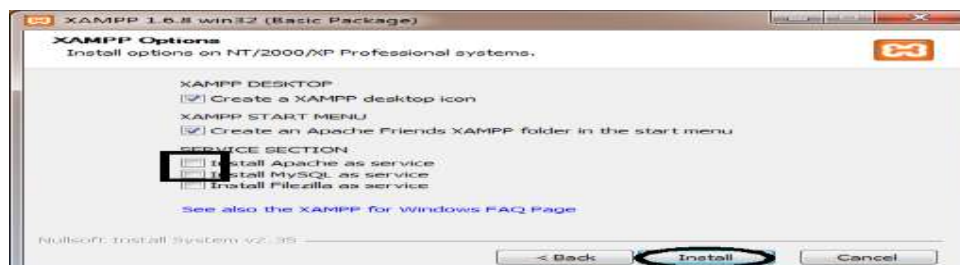 XAMPP 1.6.8 win32 (Basic Package)
XAMPP Options
Install options on NT/2000/XP Professional systems.
XAMPP DESKTOP
Create a XAMPP desktop icon
XAMPP START MENU
Create an Apache Friends XAMPP folder in the start menu
SERVICE SECTION
Install Apache as service
Install MySQL as service
Install Filezilla as service
See also the XAMPP for Windows FAQ Page
Nullsoft Install System v2.35
< Back Install Cancel